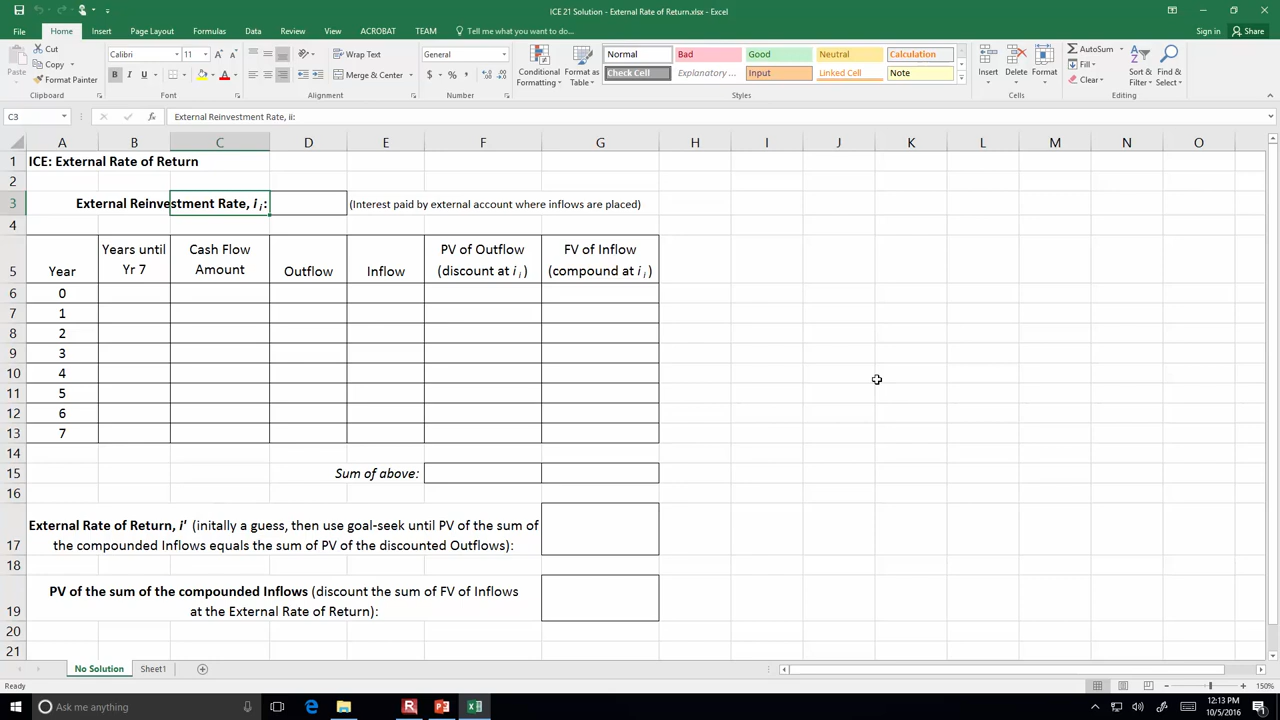 ICE 21 Solution - External Rate of Return.xlsx - Excel
File Home Insert Page Layout Formulas Data Review View ACROBAT TEAM Tell me what you want to do... Sign in Share
Cut
Copy
Format Painter
Paste
Clipboard
Calibri 11
B I U
Font
Wrap Text
Merge & Center
Alignment
General
$ % ,
Number
Conditional Formatting
Format as Table
Normal Bad Good Neutral Calculation
Check Cell Explanatory ... Input Linked Cell Note
Styles
Insert Delete Format
Cells
AutoSum
Fill
Clear
Sort & Filter
Find & Select
Editing
C3 fx External Reinvestment Rate, ii:
A B C D E F G H I J K L M N O
1 ICE: External Rate of Return
2
3 External Reinvestment Rate, i i: (Interest paid by external account where inflows are placed)
4
Years until Cash Flow PV of Outflow FV of Inflow
5 Year Yr 7 Amount Outflow Inflow (discount at i i) (compound at i i)
6 0
7 1
8 2
9 3
10 4
11 5
12 6
13 7
14
15 Sum of above:
16
External Rate of Return, i' (initally a guess, then use goal-seek until PV of the sum of
17 the compounded Inflows equals the sum of PV of the discounted Outflows):
18
PV of the sum of the compounded Inflows (discount the sum of FV of Inflows
19 at the External Rate of Return):
20
21
No Solution Sheet1
Ready 150%
Ask me anything
12:13 PM
10/5/2016